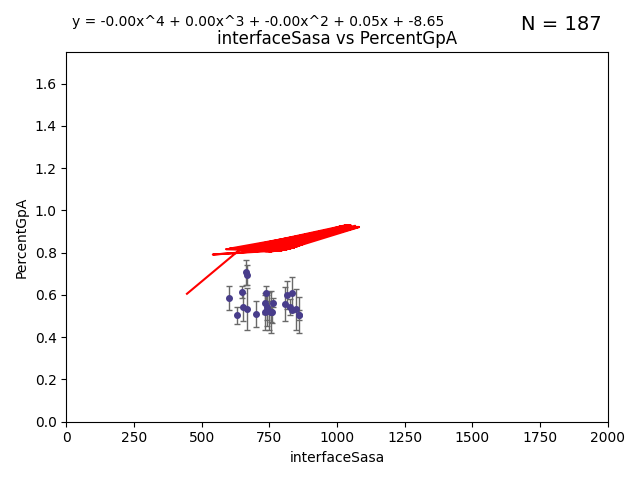 y = -0.00x^4 + 0.00x^3 + -0.00x^2 + 0.05x + -8.65
N = 187
interfaceSasa vs PercentGpA
1.6
1.4
1.2
1.0
0.8
0.6
0.4
0.2
0.0
PercentGpA
0 250 500 750 1000 1250 1500 1750 2000
interfaceSasa